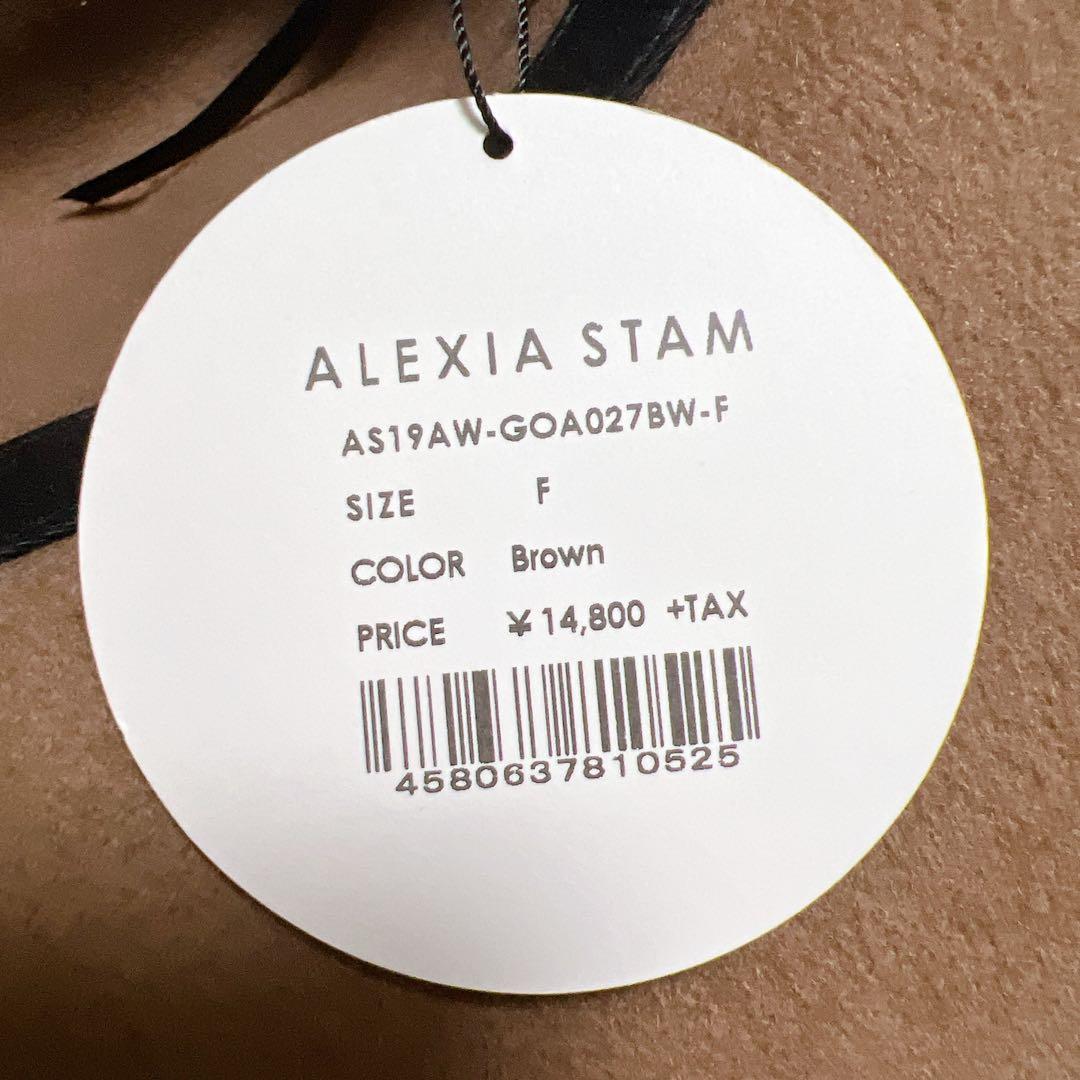 ALEXIA STAM
AS19AW-GOA027BW-F
SIZE F
COLOR Brown
PRICE ¥14,800 +TAX
4580637810525